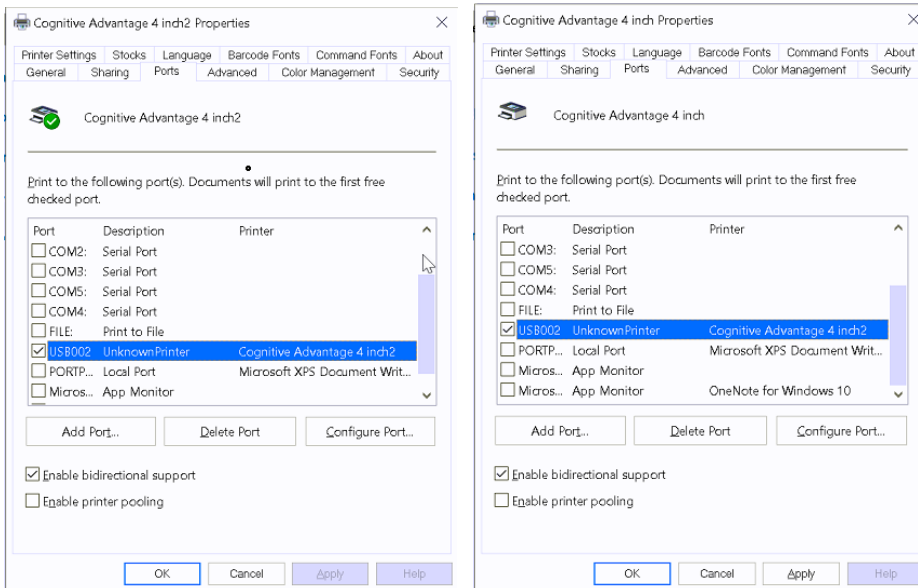 Cognitive Advantage 4 inch2 Properties
Printer Settings Stocks Language Barcode Fonts Command Fonts About
General Sharing Ports Advanced Color Management Security
Cognitive Advantage 4 inch2
Print to the following port(s). Documents will print to the first free
checked port.
Port Description Printer
COM2: Serial Port
COM3: Serial Port
COM5: Serial Port
COM4: Serial Port
FILE: Print to File
USB002 UnknownPrinter Cognitive Advantage 4 inch2
PORTP... Local Port Microsoft XPS Document Writ...
Micros... App Monitor
Add Port... Delete Port Configure Port...
Enable bidirectional support
Enable printer pooling
OK Cancel Apply Help
Cognitive Advantage 4 inch Properties
Printer Settings Stocks Language Barcode Fonts Command Fonts About
General Sharing Ports Advanced Color Management Security
Cognitive Advantage 4 inch
Print to the following port(s). Documents will print to the first free
checked port.
Port Description Printer
COM3: Serial Port
COM5: Serial Port
COM4: Serial Port
FILE: Print to File
USB002 UnknownPrinter Cognitive Advantage 4 inch2
PORTP... Local Port Microsoft XPS Document Writ...
Micros... App Monitor
Micros... App Monitor OneNote for Windows 10
Add Port... Delete Port Configure Port...
Enable bidirectional support
Enable printer pooling
OK Cancel Apply Help